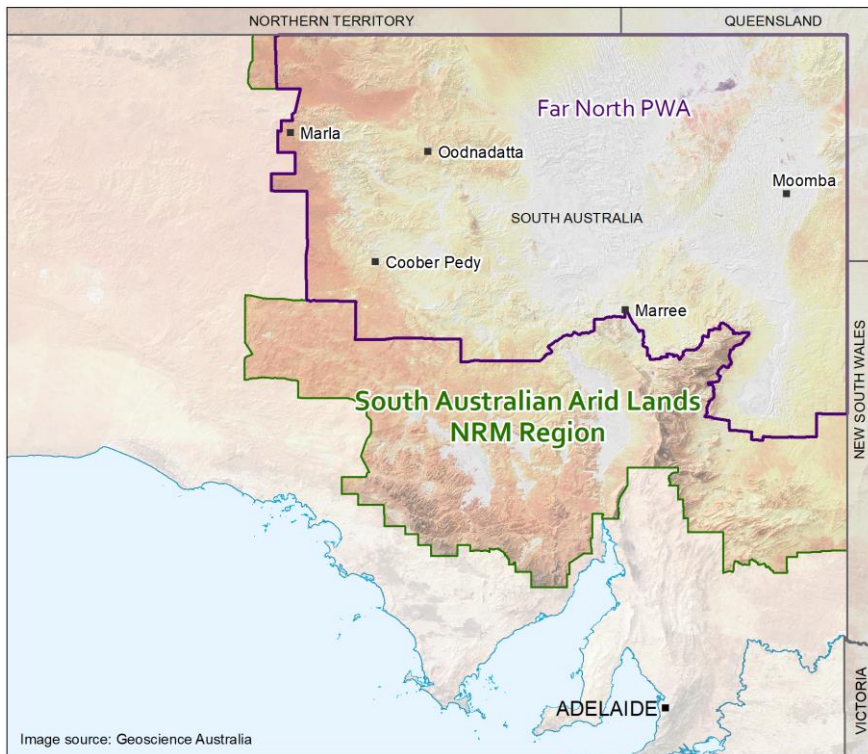 NORTHERN TERRITORY
QUEENSLAND
Far North PWA
Marla
Oodnadatta
Moomba
SOUTH AUSTRALIA
Coober Pedy
Marree
NEW SOUTH WALES
South Australian Arid Lands
NRM Region
VICTORIA
ADELAIDE
Image source: Geoscience Australia